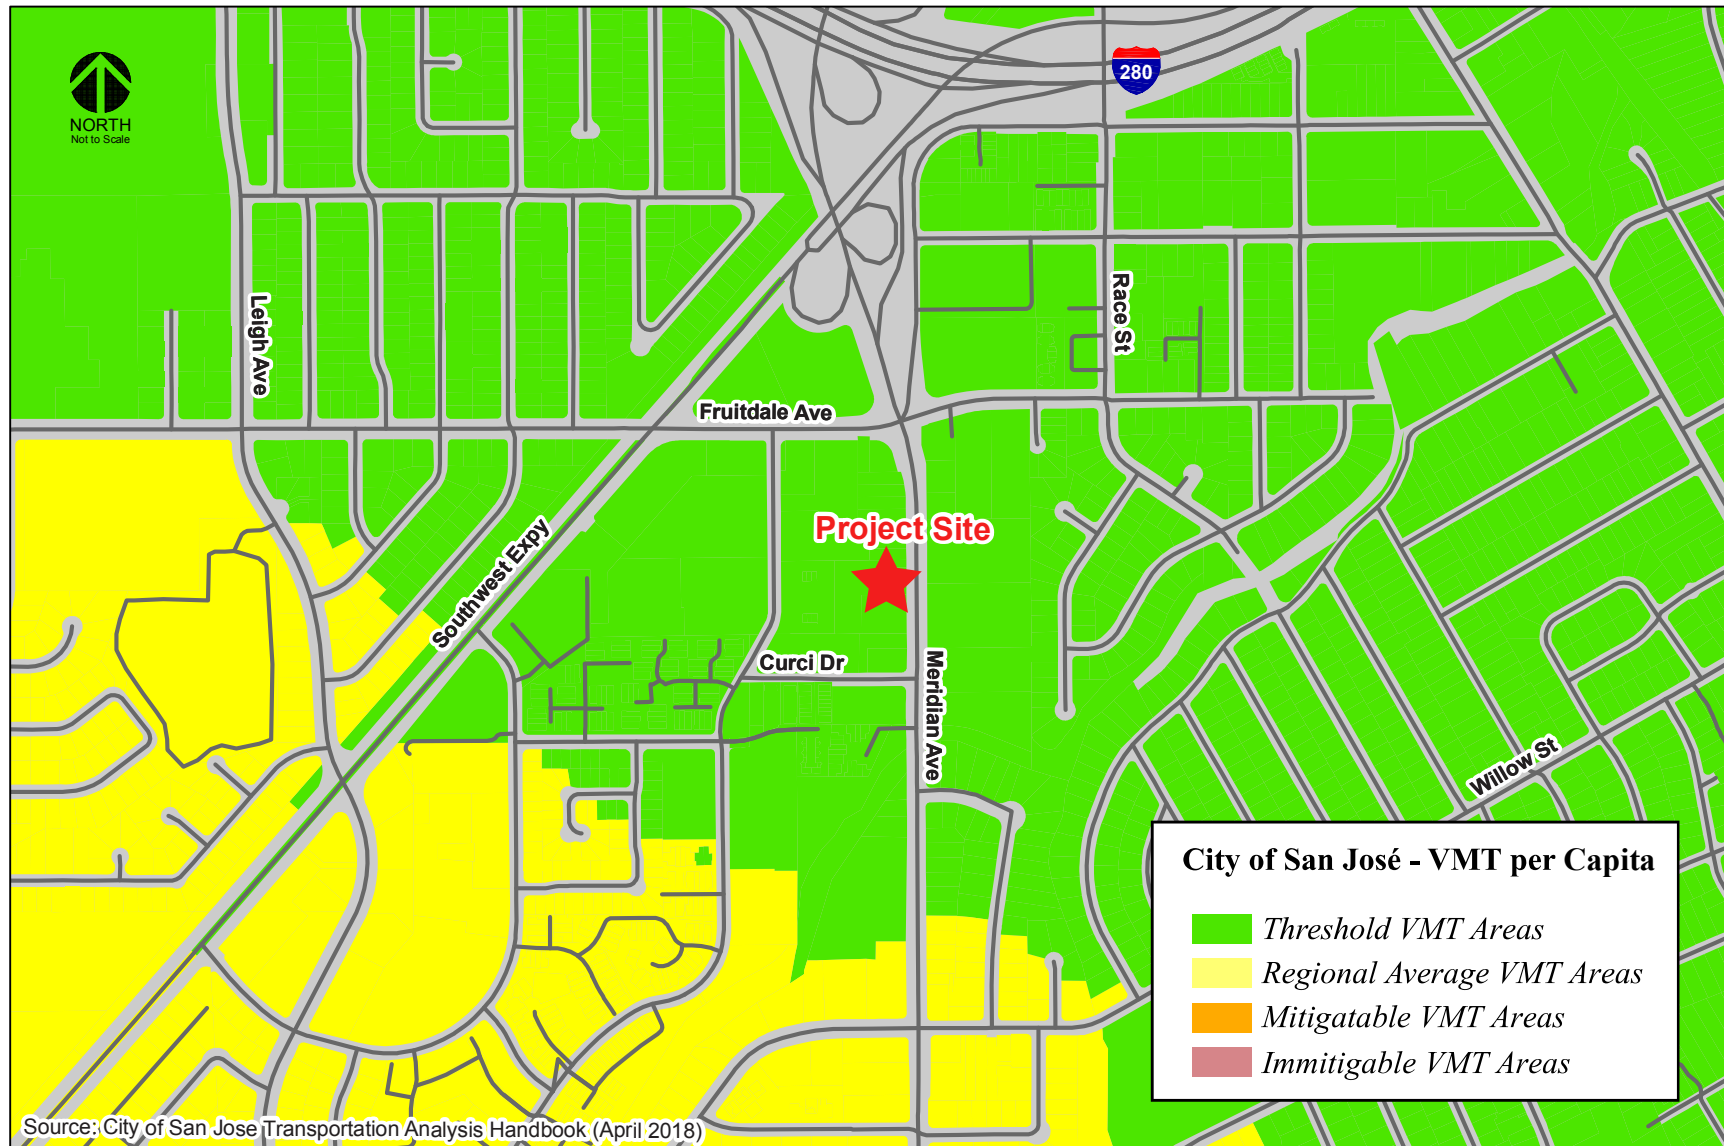 280
NORTH
Not to Scale
Leigh Ave
Race St
Fruitdale Ave
Project Site
Southwest Expy
Curci Dr
Meridian Ave
Willow St
City of San José - VMT per Capita
Threshold VMT Areas
Regional Average VMT Areas
Mitigatable VMT Areas
Immitigable VMT Areas
Source: City of San Jose Transportation Analysis Handbook (April 2018)